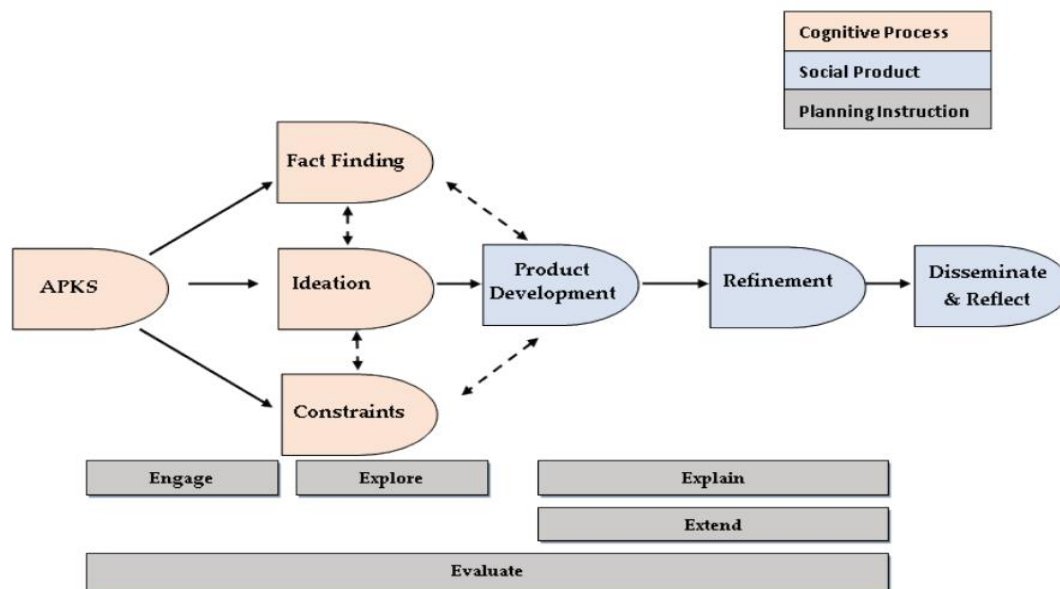 Cognitive Process
Social Product
Planning Instruction
Fact Finding
APKS
Ideation
Product
Development
Refinement
Disseminate
& Reflect
Constraints
Engage
Explore
Explain
Extend
Evaluate